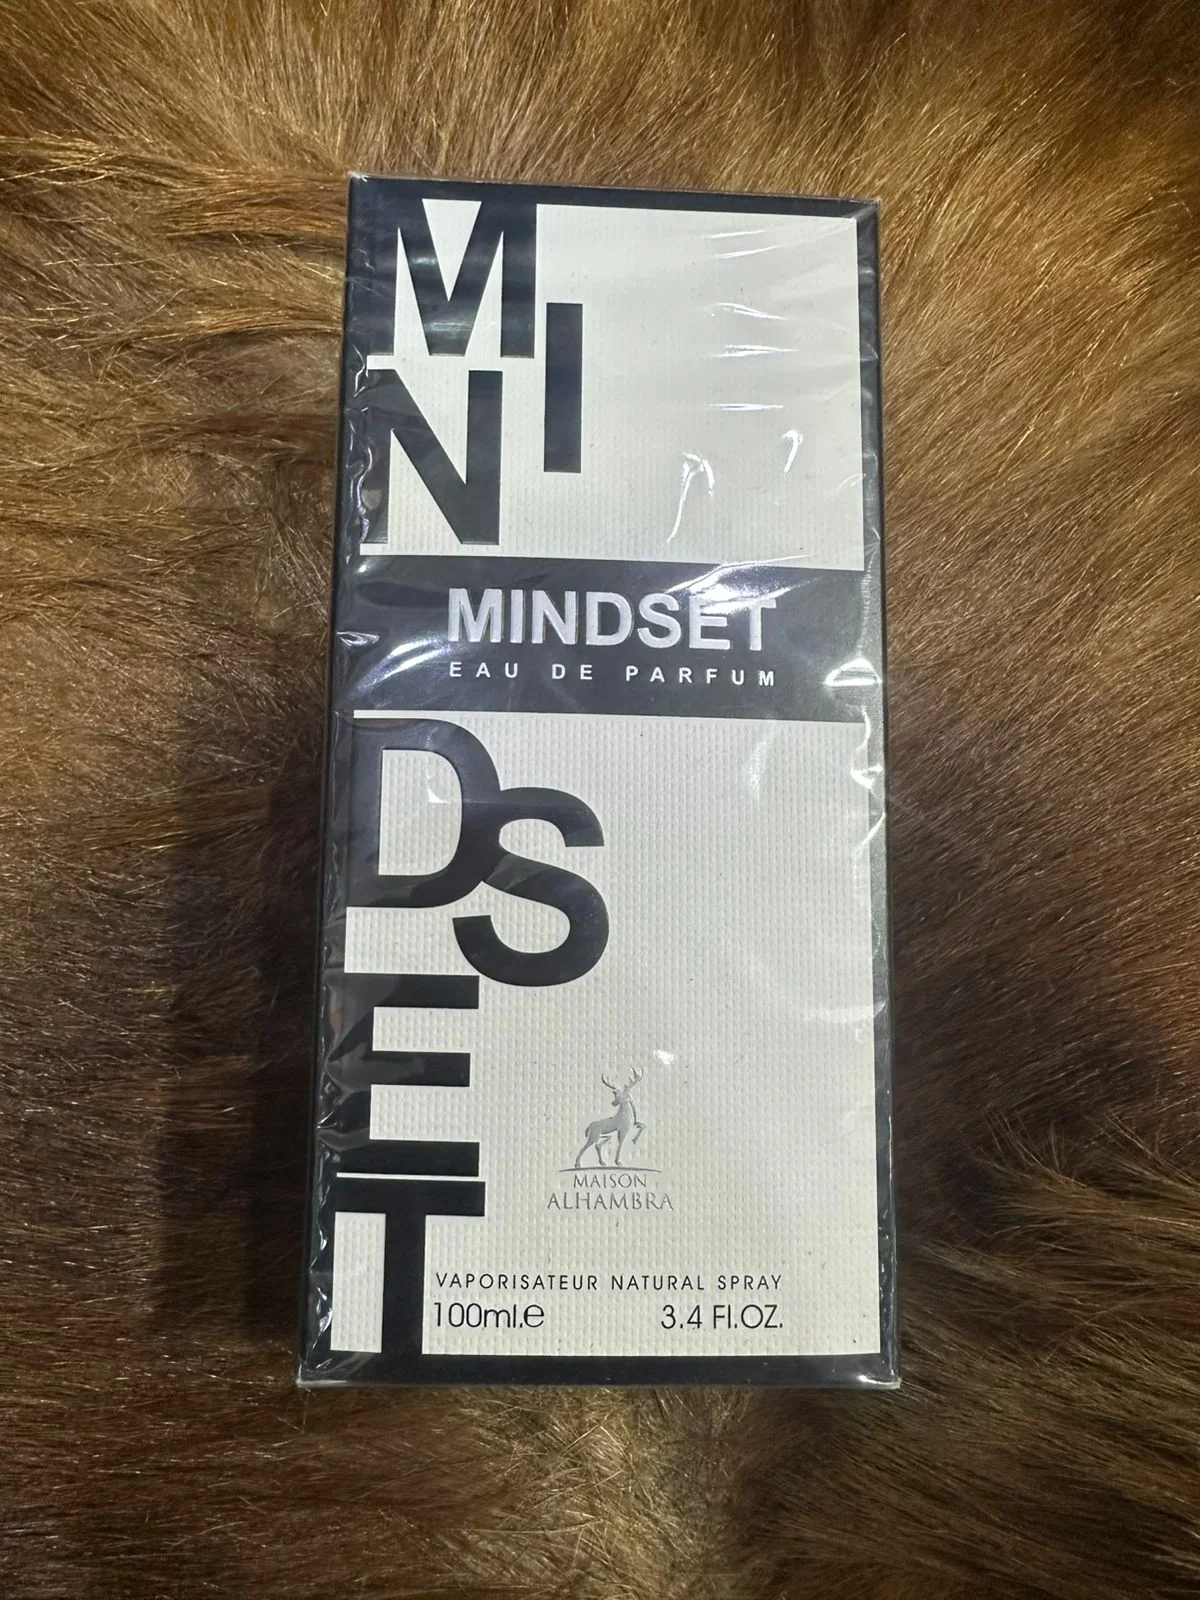 MI
N
MINDSET
EAU DE PARFUM
DS
E
T
MAISON
ALHAMBRA
VAPORISATEUR NATURAL SPRAY
100ml.e 3.4 Fl.OZ.